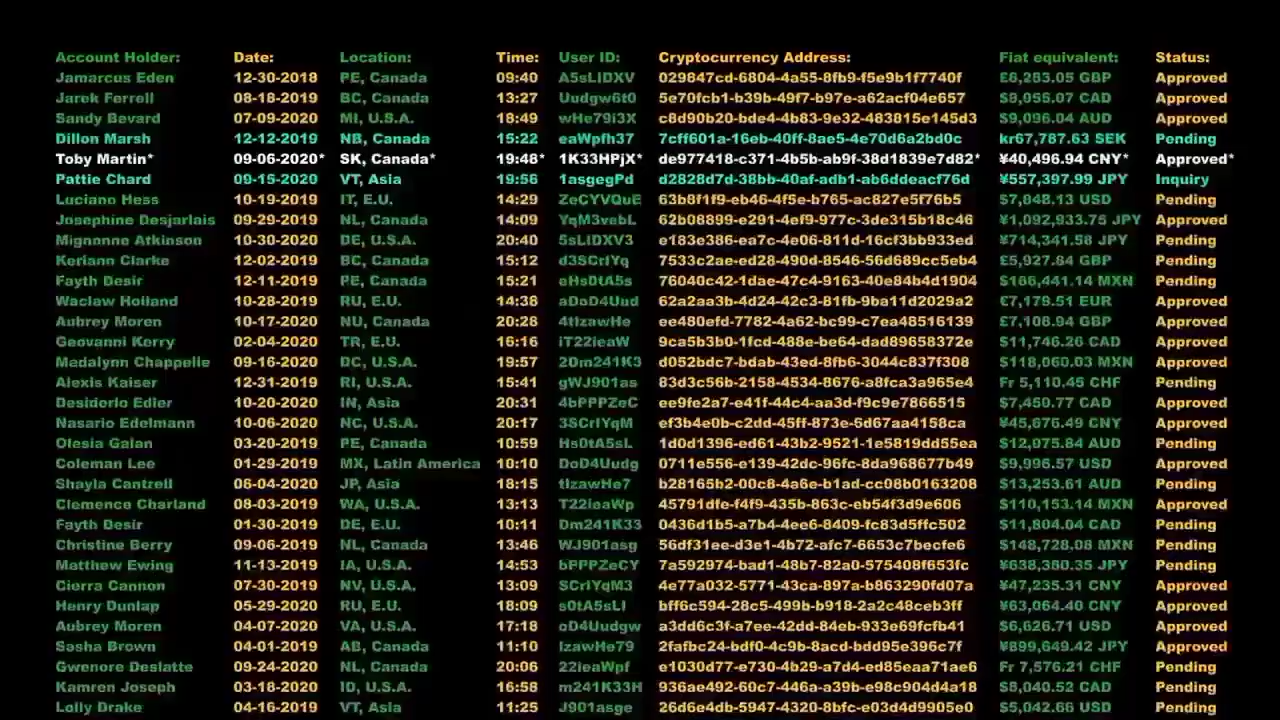 Account Holder: Date: Location: Time: User ID: Cryptocurrency Address: Fiat equivalent: Status:
Jamarcus Eden 12-30-2018 PE, Canada 09:40 A5sLIDXV 029847cd-6804-4a55-8fb9-f5e9b1f7740f £6,283.05 GBP Approved
Jarek Ferrell 08-18-2019 BC, Canada 13:27 Uudgw6t0 5e70fcb1-b39b-49f7-b97e-a62acf04e657 $8,055.07 CAD Approved
Sandy Bavard 07-09-2020 MI, U.S.A. 18:49 wHe79i3X c8d90b20-bde4-4b83-9e32-483815e145d3 $9,096.04 AUD Approved
Dillon Marsh 12-12-2019 NB, Canada 15:22 eaWpfh37 7cff601a-16eb-40ff-8ae5-4e70d6a2bd0c kr67,787.63 SEK Pending
Toby Martin* 09-06-2020* SK, Canada* 19:48* 1K33HPjX* de977418-c371-4b5b-ab9f-38d1839e7d82* ¥40,496.94 CNY* Approved*
Pattie Chard 09-15-2020 VT, Asia 19:56 1asgegPd d2828d7d-38bb-40af-adb1-ab6ddeacf76d ¥557,397.99 JPY Inquiry
Luciano Hess 10-19-2019 IT, E.U. 14:29 ZeCYVQuE 63b8f1f9-eb46-4f5e-b765-ac827e5f76b5 $7,048.13 USD Pending
Josephine Desjarlais 09-29-2019 NL, Canada 14:09 YqM3vebL 62b08899-e291-4ef9-977c-3de315b18c46 ¥1,092,933.75 JPY Approved
Mignonne Atkinson 10-30-2020 DE, U.S.A. 20:40 5sLIDXV3 e183e386-ea7c-4e06-811d-16cf3bb933ed ¥714,341.58 JPY Pending
Keriann Clarke 12-02-2019 BC, Canada 15:12 d3SCrIYq 7533c2ae-ed28-490d-8546-56d689cc5eb4 £5,927.84 GBP Pending
Fayth Desir 12-11-2019 PE, Canada 15:21 aHsOtA5s 76040c42-1dae-47c4-9163-40e84b4d1904 $166,441.14 MXN Pending
Waclaw Holland 10-28-2019 RU, E.U. 14:38 aDoD4Uud 62a2aa3b-4d24-42c3-81fb-9ba11d2029a2 €7,179.51 EUR Approved
Aubrey Moren 10-17-2020 NU, Canada 20:28 4tIzawHe ee480efd-7782-4a62-bc99-c7ea48516139 £7,108.94 GBP Approved
Geovanni Kerry 02-04-2020 TR, E.U. 16:16 iT22ieaW 9ca5b3b0-1fcd-488e-be64-dad89658372e $11,746.26 CAD Approved
Madalynn Chappelle 09-16-2020 DC, U.S.A. 19:57 2Dm241K3 d052bdc7-bdab-43ed-8fb6-3044c837f308 $118,060.03 MXN Approved
Alexis Kaiser 12-31-2019 RI, U.S.A. 15:41 gWJ901as 83d3c56b-2158-4534-8676-a8fca3a965e4 Fr 5,110.45 CHF Pending
Desiderio Edler 10-20-2020 IN, Asia 20:31 4bPPPZeC ee9fe2a7-e41f-44c4-aa3d-f9c9e7866515 $7,450.77 CAD Approved
Nasario Edelmann 10-06-2020 NC, U.S.A. 20:17 3SCrIYqM ef3b4e0b-c2dd-45ff-873e-5d67aa4158ca ¥45,676.49 CNY Approved
Olesia Galan 03-20-2019 PE, Canada 10:59 Hs0tA5sL 1d0d1396-ed61-43b2-9521-1e5819dd55ea $12,075.84 AUD Pending
Coleman Lee 01-29-2019 MX, Latin America 10:10 DoD4Uudg 0711e556-e139-42dc-96fc-8da968677b49 $9,996.57 USD Approved
Shayla Cantrell 06-04-2020 JP, Asia 18:15 tIzawHe7 b28165b2-00c8-4a6e-b1ad-cc08b0163208 $13,253.61 AUD Pending
Clemence Charland 08-03-2019 WA, U.S.A. 13:13 T22ieaWp 45791dfe-f4f9-435b-863c-eb54f3d9e606 $110,153.14 MXN Approved
Fayth Desir 01-30-2019 DE, E.U. 10:11 Dm241K33 0436d1b5-a7b4-4ee6-8409-fc83d5ffc502 $11,804.04 CAD Pending
Christine Berry 09-06-2019 NL, Canada 13:46 WJ901asg 56df31ee-d3e1-4b72-afc7-6653c7becfe6 $148,728.08 MXN Pending
Matthew Ewing 11-13-2019 IA, U.S.A. 14:53 bPPPZeCY 7a592974-bad1-48b7-82a0-575408f653fc ¥638,380.35 JPY Pending
Cierra Cannon 07-30-2019 NV, U.S.A. 13:09 SCrIYqM3 4e77a032-5771-43ca-897a-b863290fd07a ¥47,235.31 CNY Approved
Henry Dunlap 05-29-2020 RU, E.U. 18:09 s0tA5sLI bff6c594-28c5-499b-b918-2a2c48ceb3ff ¥63,064.40 CNY Approved
Aubrey Moren 04-07-2020 VA, U.S.A. 17:18 oD4Uudgw a3dd6c3f-a7ee-42dd-84eb-933e69fcfb41 $6,626.71 USD Approved
Sasha Brown 04-01-2019 AB, Canada 11:10 IzawHe79 2fafbc24-bdf0-4c9b-8acd-bdd95e396c7f ¥899,649.42 JPY Approved
Gwenore Deslatte 09-24-2020 NL, Canada 20:06 22ieaWpf e1030d77-e730-4b29-a7d4-ed85eaa71ae6 Fr 7,576.21 CHF Pending
Kamren Joseph 03-18-2020 ID, U.S.A. 16:58 m241K33H 936ae492-60c7-446a-a39b-e98c904d4a18 $8,040.52 CAD Pending
Lolly Drake 04-16-2019 VT, Asia 11:25 J901asge 26d6e4db-5947-4320-8bfc-e03d4d9905e0 $5,042.66 USD Pending